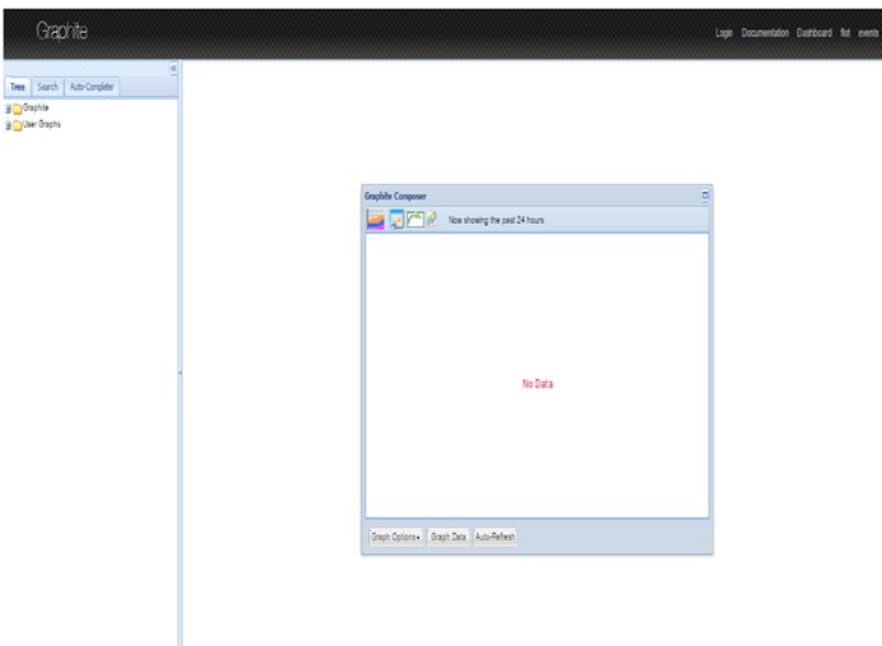 Graphite
Login Documentation Dashboard flot events
Tree Search Auto-Completer
Graphite
User Graphs
Graphite Composer
Now showing the past 24 hours
No Data
Graph Options Graph Data Auto-Refresh